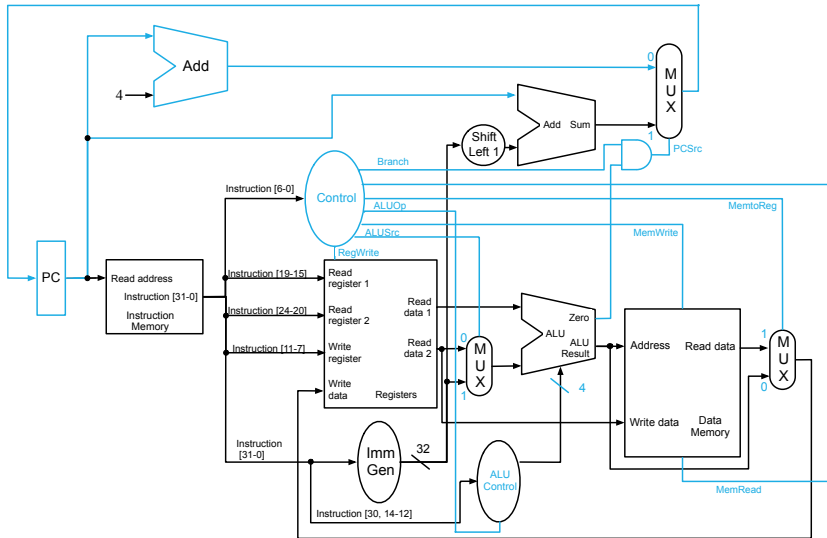 0
M
U
X
1
Add
4
Add Sum
Shift
Left 1
Branch
PCSrc
Instruction [6-0]
Control
ALUOp
MemtoReg
ALUSrc
MemWrite
RegWrite
PC
Read address
Instruction [31-0]
Instruction
Memory
Instruction [19-15]
Read
register 1
Read
data 1
Instruction [24-20]
Read
register 2
Instruction [11-7]
Write
register
Read
data 2
Write
data
Registers
0
M
U
X
1
Zero
ALU
ALU
Result
4
Address
Read data
Write data
Data
Memory
1
M
U
X
0
Instruction
[31-0]
Imm
Gen
32
ALU
Control
MemRead
Instruction [30, 14-12]